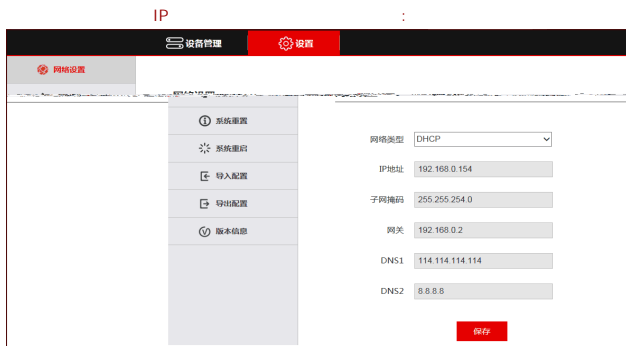 IP :
设备管理 设置
网络设置
系统重置
系统重启
导入配置
导出配置
版本信息
网络类型 DHCP
IP地址 192.168.0.154
子网掩码 255.255.254.0
网关 192.168.0.2
DNS1 114.114.114.114
DNS2 8.8.8.8
保存